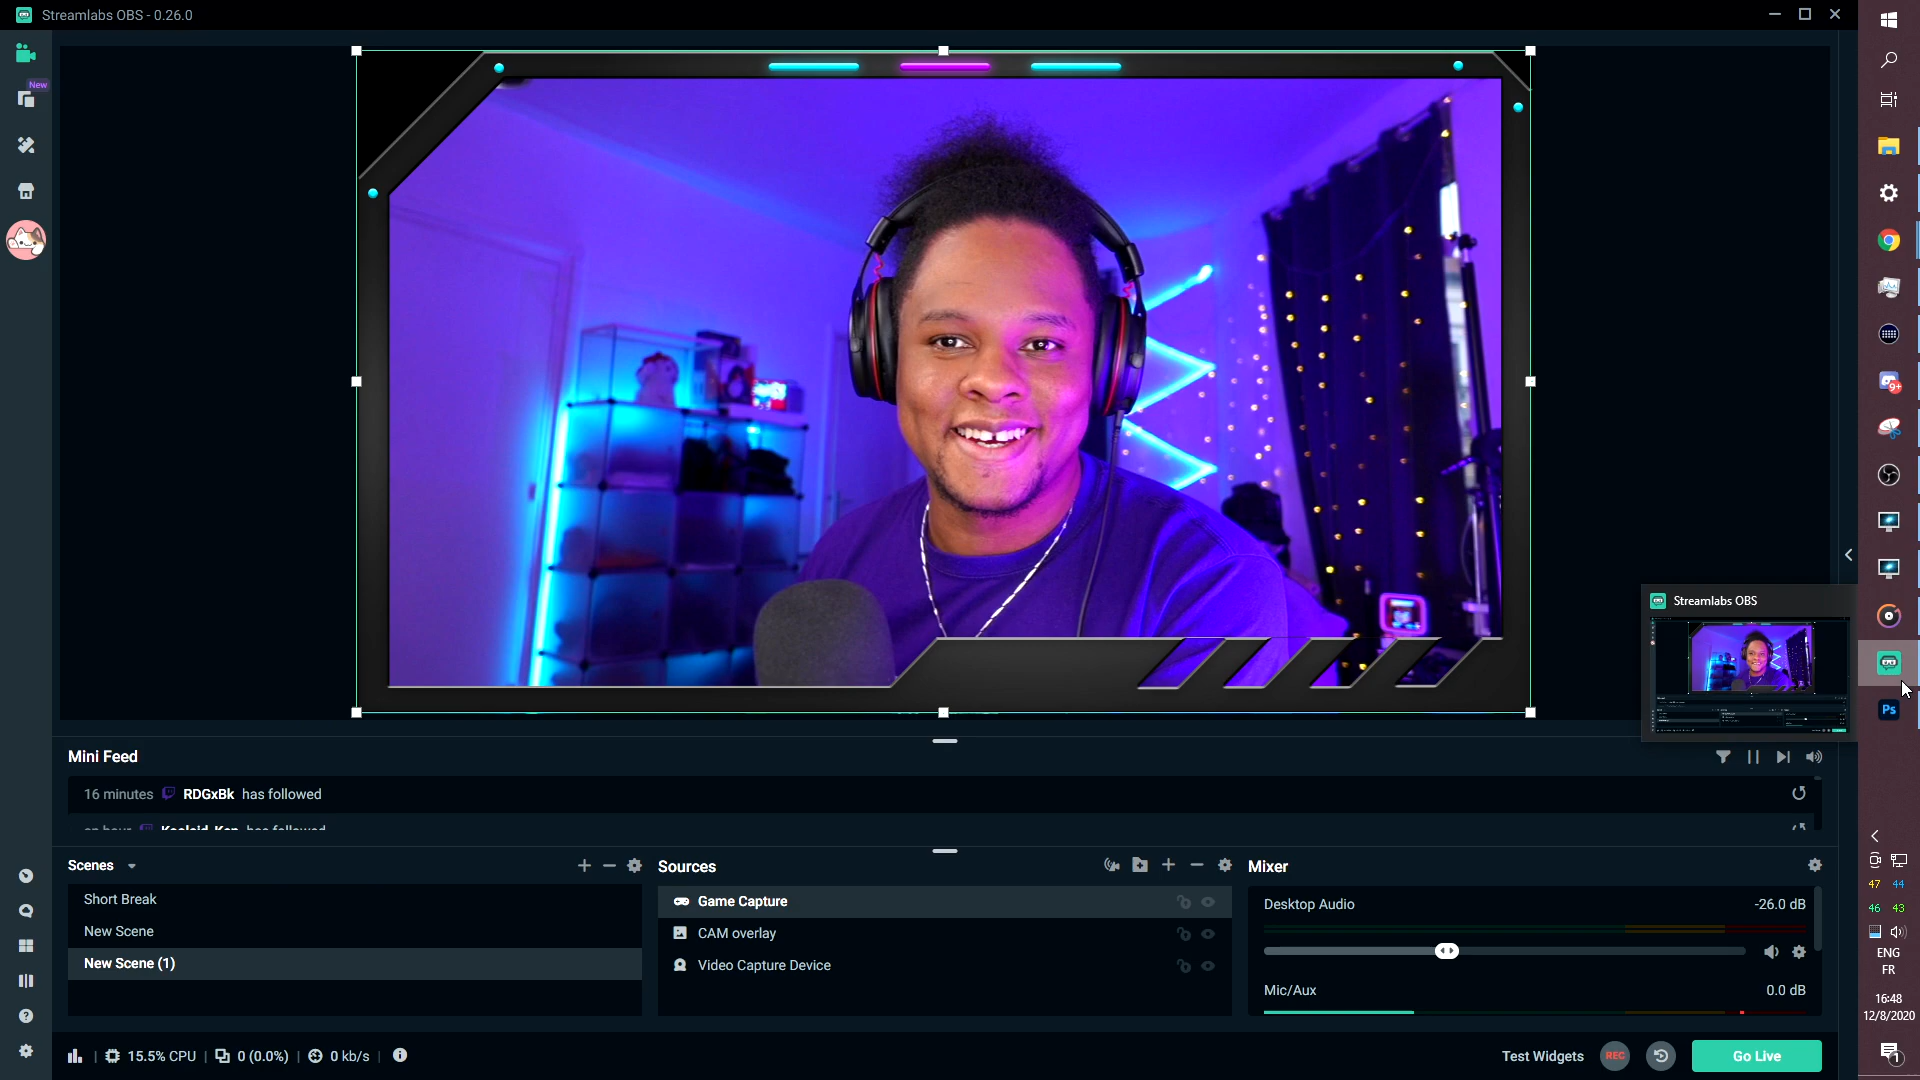 Streamlabs OBS - 0.26.0
New
Streamlabs OBS
Ps
9+
Mini Feed
16 minutes RDGxBk has followed
Scenes
Short Break
New Scene
New Scene (1)
Sources
Game Capture
CAM overlay
Video Capture Device
Mixer
Desktop Audio -26.0 dB
Mic/Aux 0.0 dB
15.5% CPU 0 (0.0%) 0 kb/s
Test Widgets REC Go Live
47 44
46 43
ENG
FR
16:48
12/8/2020
1